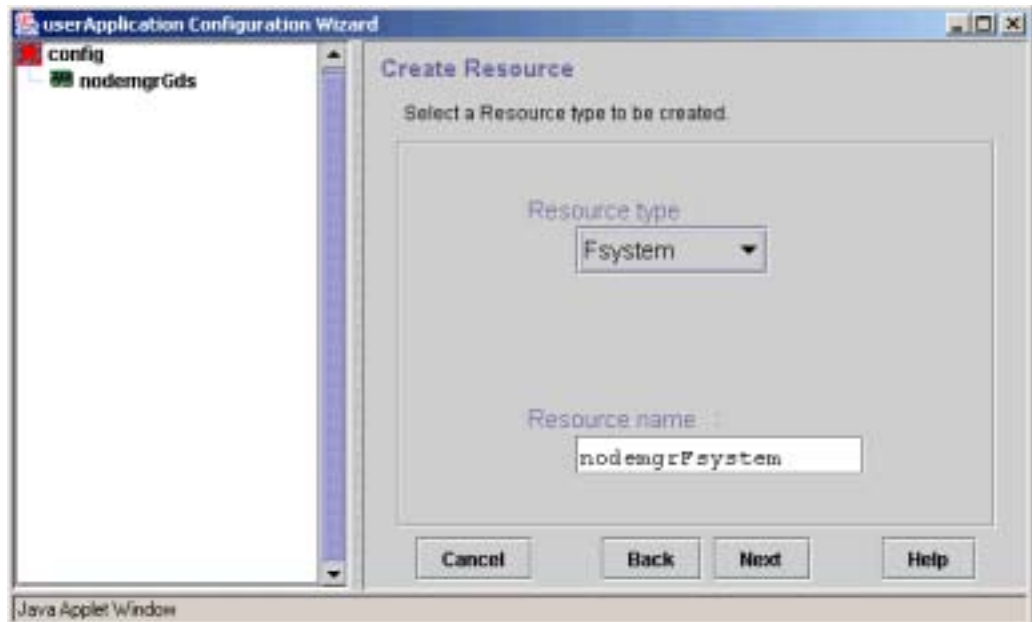 userApplication Configuration Wizard
config
nodemgrGds
Create Resource
Select a Resource type to be created.
Resource type
Fsystem
Resource name :
nodemgrFsystem
Cancel Back Next Help
Java Applet Window